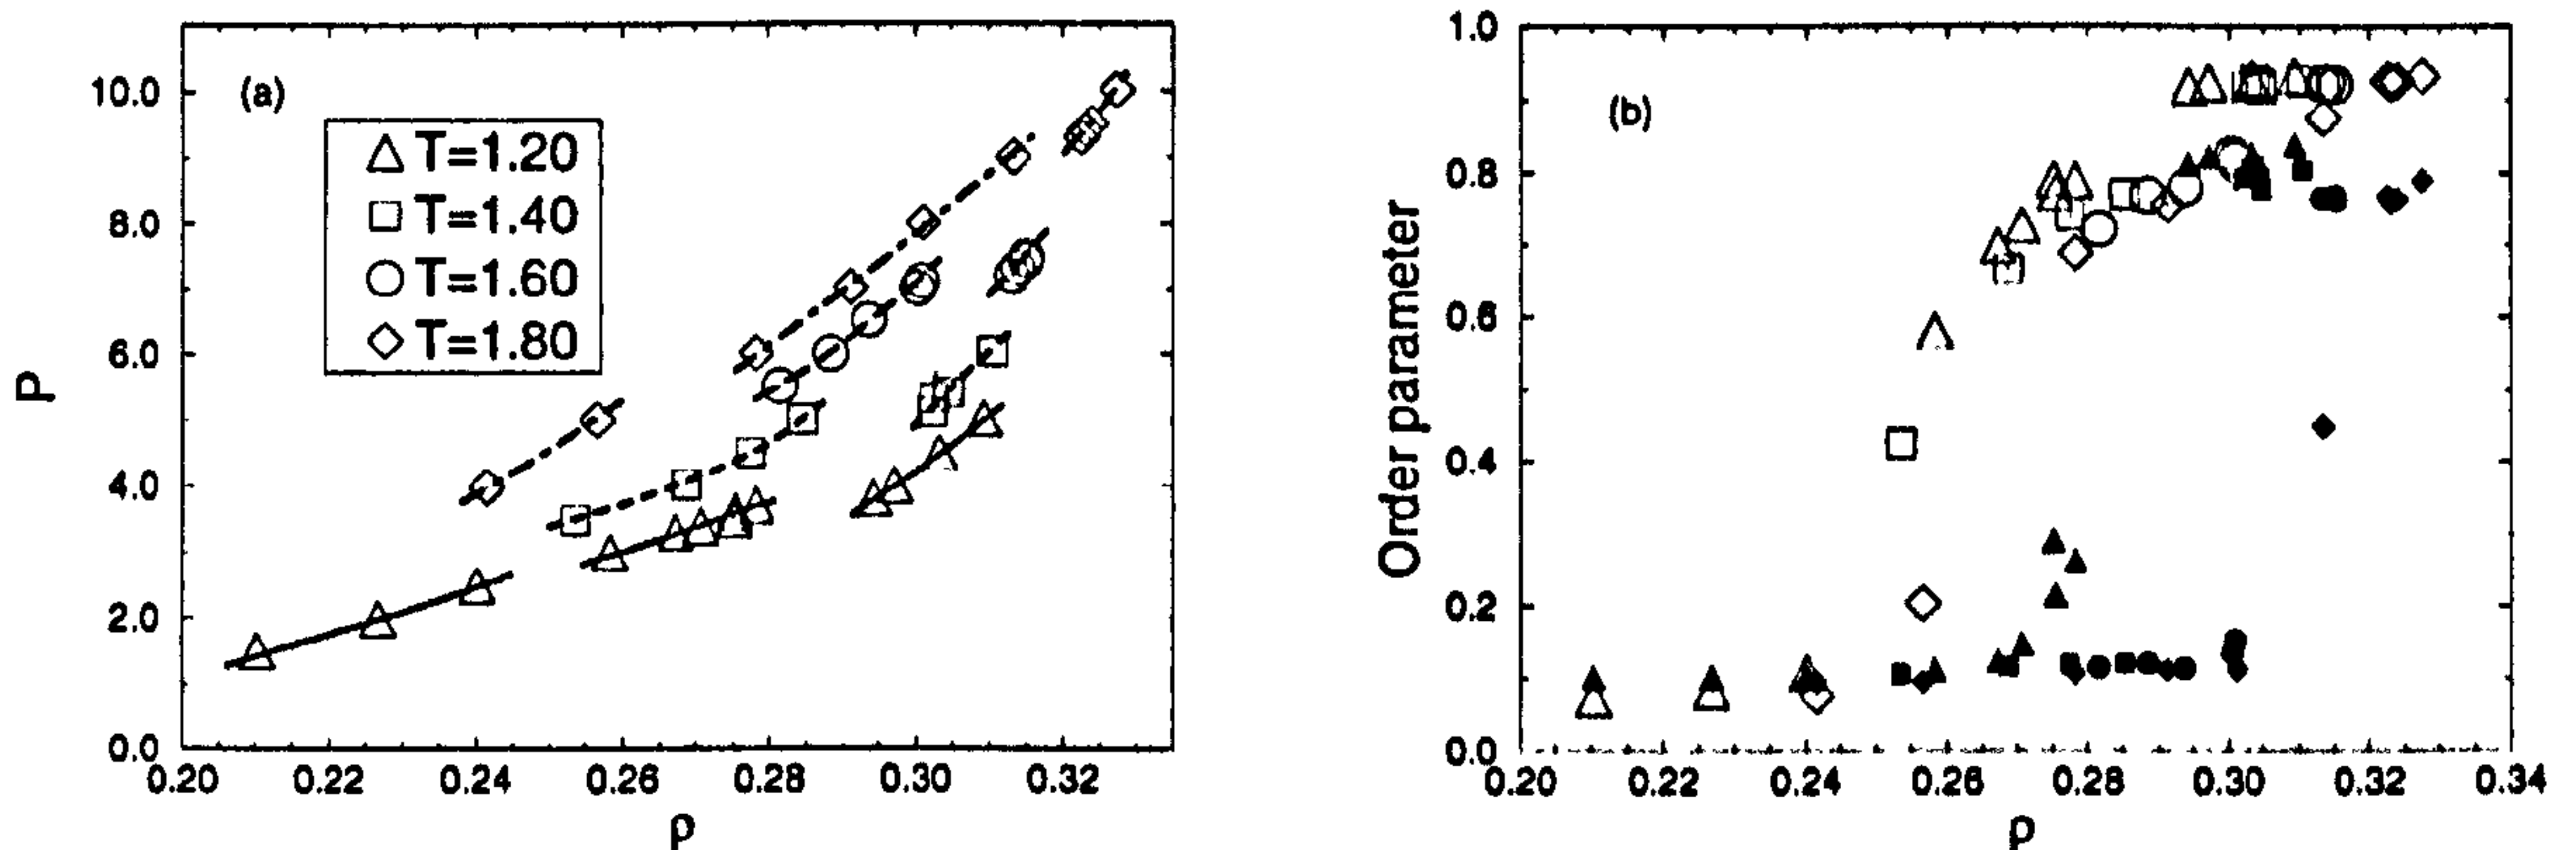 (a)
P
10.0
8.0
6.0
4.0
2.0
0.0
T=1.20
T=1.40
T=1.60
T=1.80
0.20 0.22 0.24 0.26 0.28 0.30 0.32
ρ
(b)
Order parameter
1.0
0.8
0.6
0.4
0.2
0.0
0.20 0.22 0.24 0.26 0.28 0.30 0.32 0.34
ρ